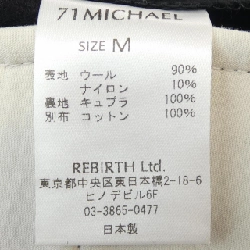 71MICHAEL
SIZE M
表地 ウール 90%
ナイロン 10%
裏地 キュプラ 100%
別布 コットン 100%
REBIRTH Ltd.
東京都中央区東日本橋2-16-6
ヒノデビル6F
03-3865-0477
日本製